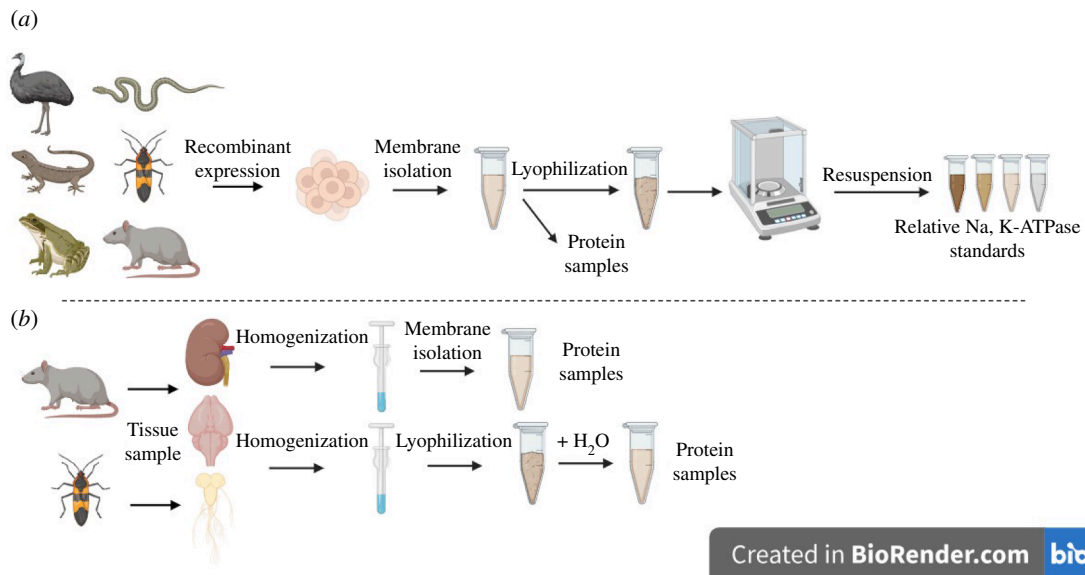 (a)
Recombinant
expression
Membrane
isolation
Lyophilization
Protein
samples
Resuspension
Relative Na, K-ATPase
standards
(b)
Homogenization
Membrane
isolation
Protein
samples
Tissue
sample
Homogenization
Lyophilization
+ H₂O
Protein
samples
Created in BioRender.com
bio